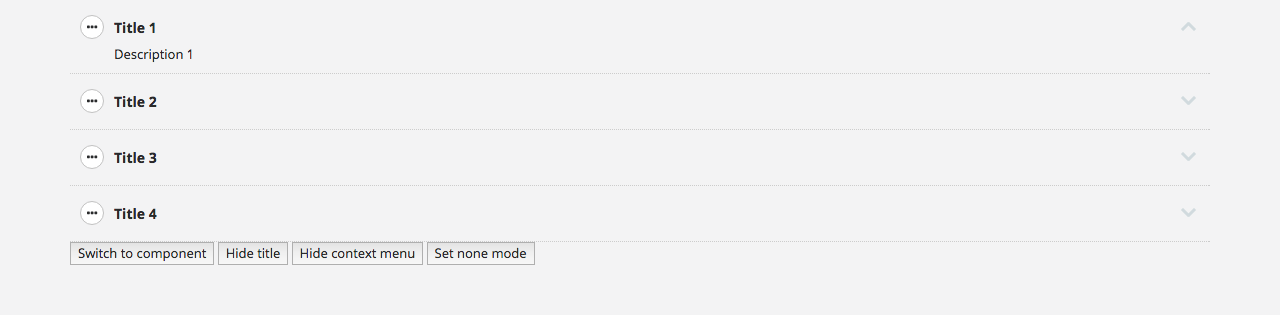 Title 1
Description 1
Title 2
Title 3
Title 4
Switch to component Hide title Hide context menu Set none mode